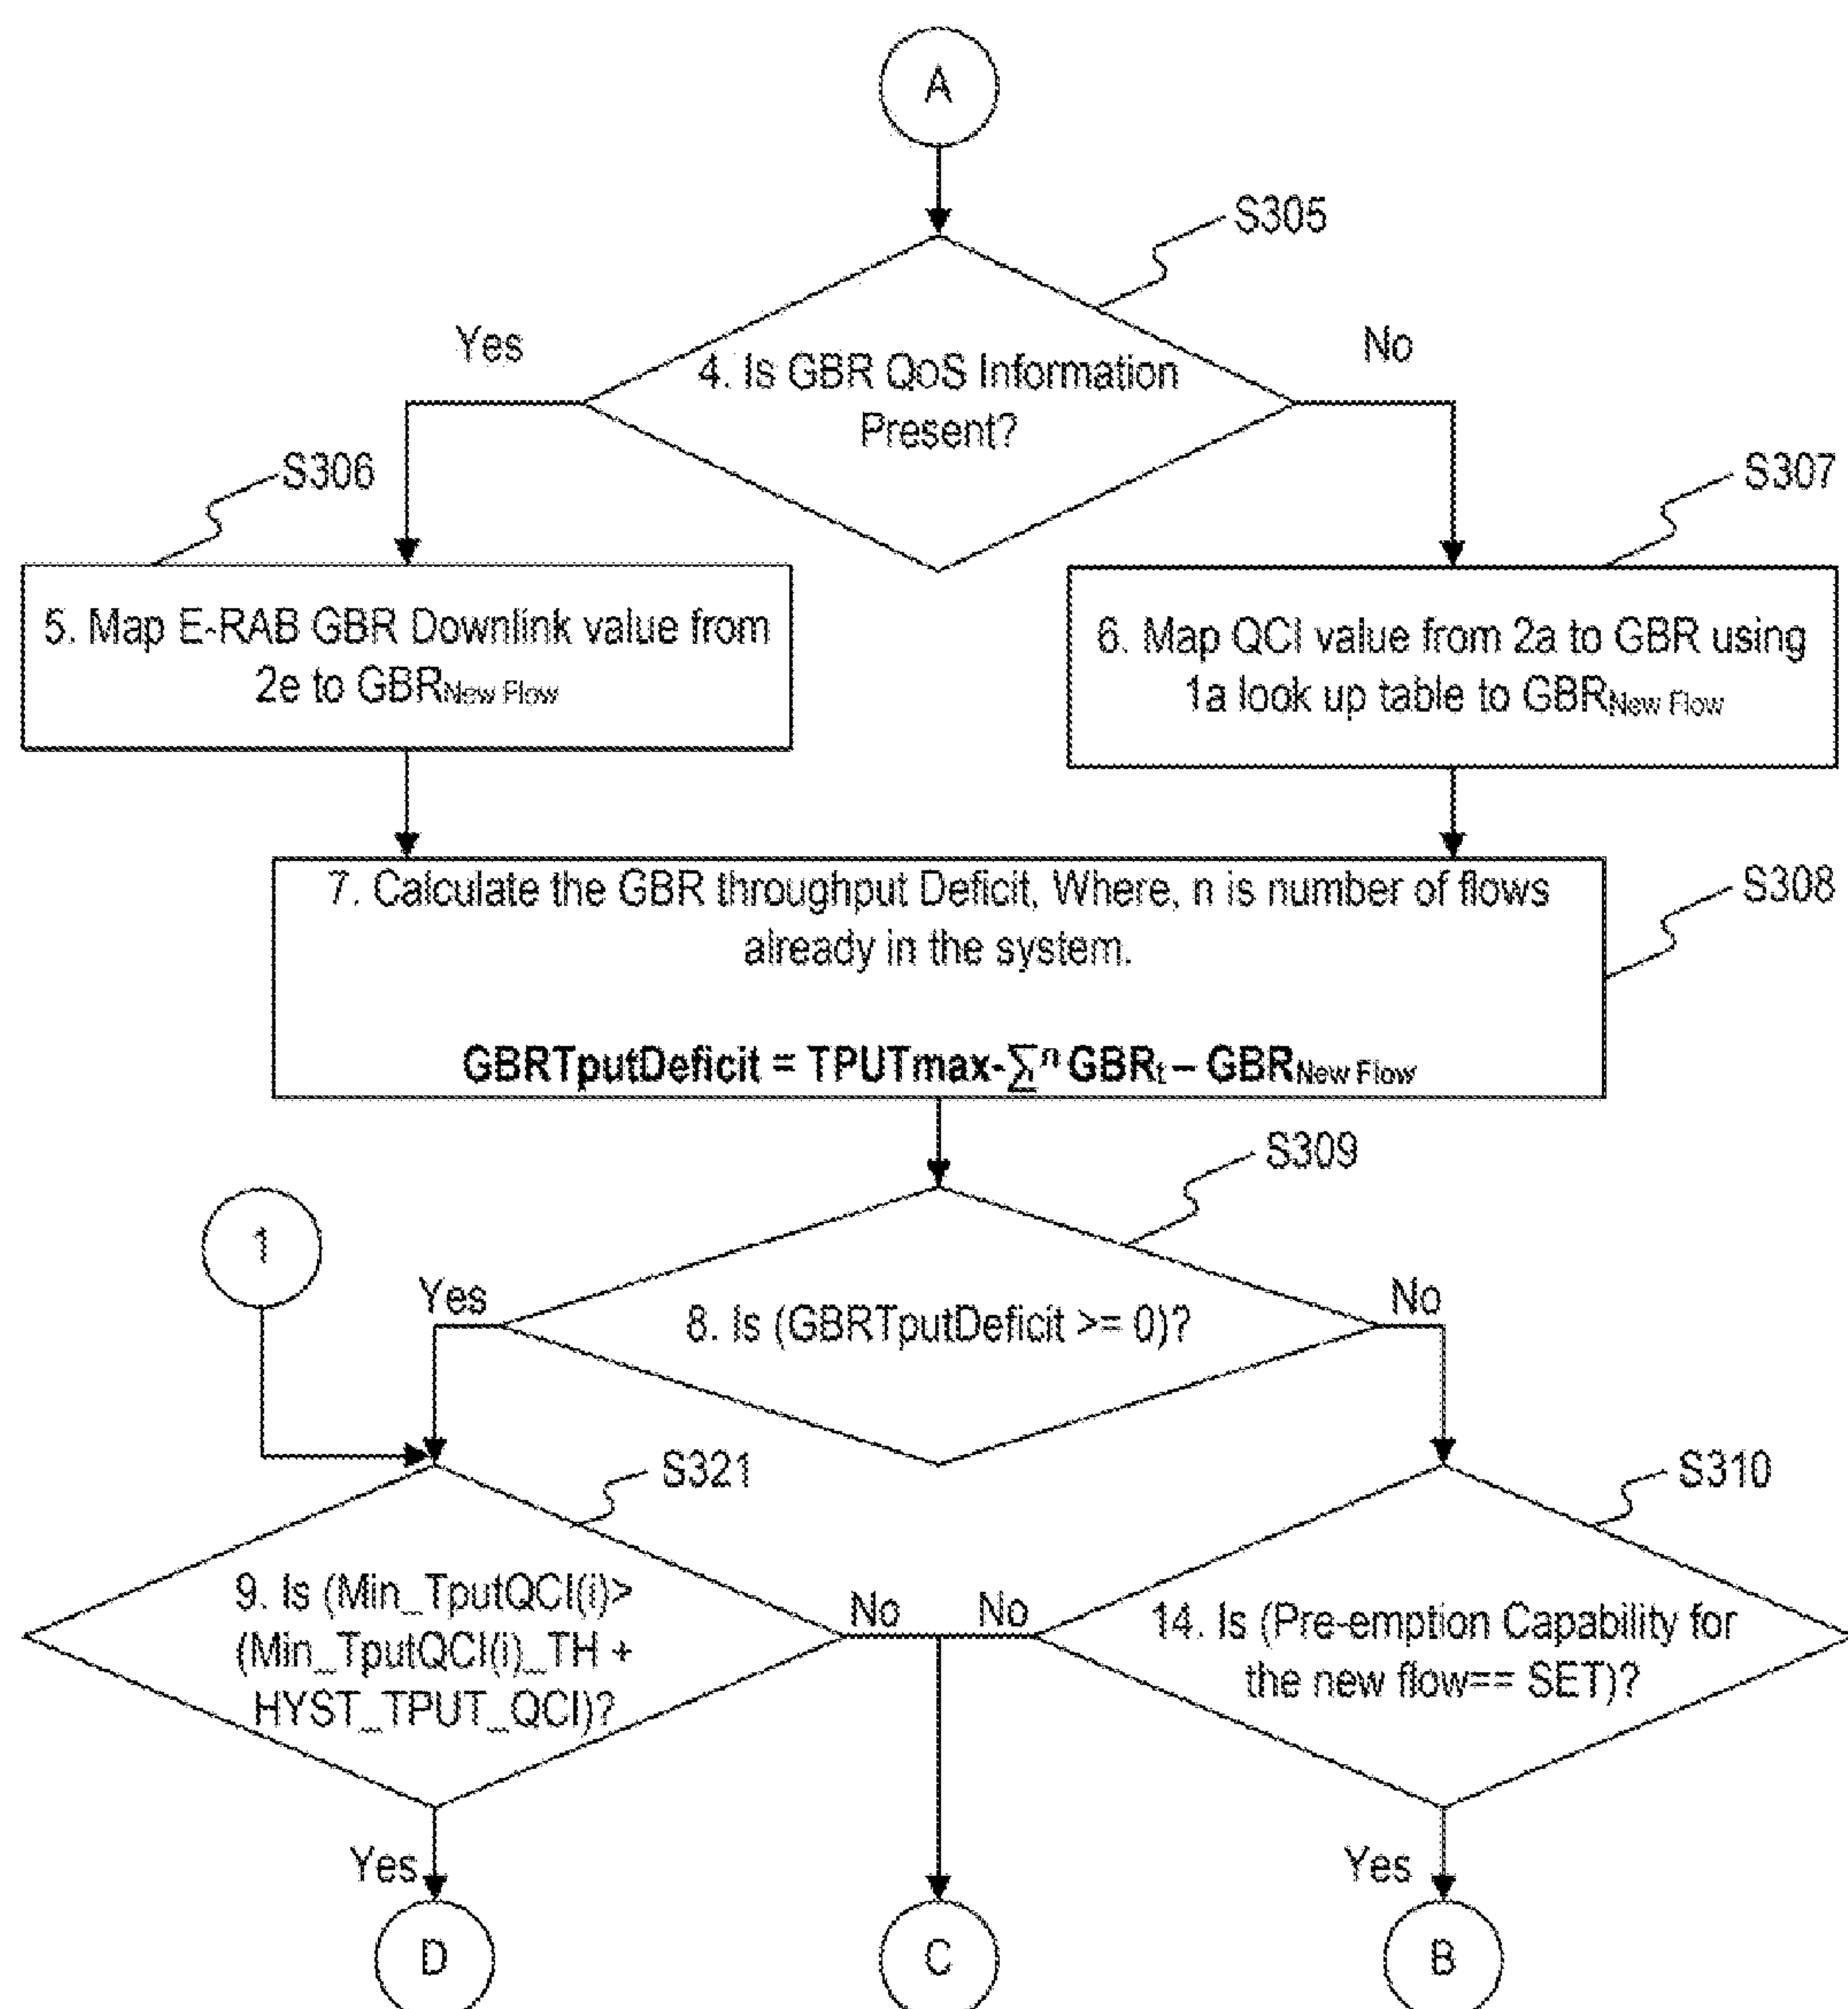 A
S305
Yes
No
4. Is GBR QoS Information
Present?
S306
S307
5. Map E-RAB GBR Downlink value from
2e to GBRNew Flow
6. Map QCI value from 2a to GBR using
1a look up table to GBRNew Flow
7. Calculate the GBR throughput Deficit, Where, n is number of flows
already in the system.
S308
GBRTputDeficit = TPUTmax-∑ⁿ GBRt – GBRNew Flow
S309
1
Yes
No
8. Is (GBRTputDeficit >= 0)?
S321
S310
9. Is (Min_TputQCI(i)>
(Min_TputQCI(i)_TH +
HYST_TPUT_QCI)?
No
No
14. Is (Pre-emption Capability for
the new flow== SET)?
Yes
Yes
D
C
B